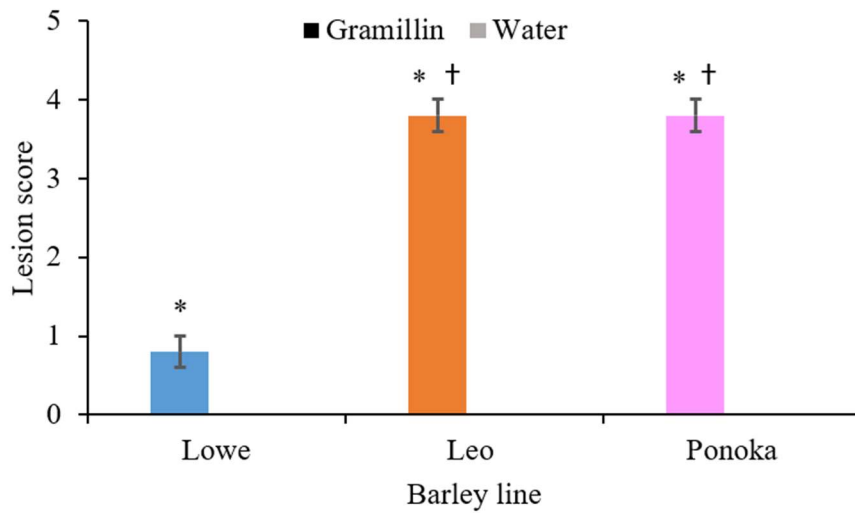 Gramillin Water
5
4
3
2
1
0
Lesion score
*
* †
* †
Lowe Leo Ponoka
Barley line